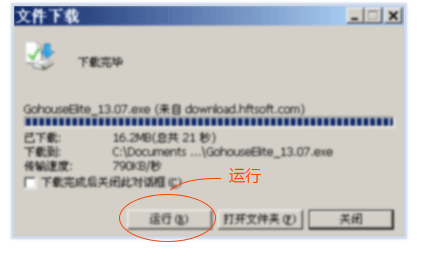 文件下载
下载完毕
GohouseElite_13.07.exe (来自 download.hftsoft.com)
已下载: 16.2MB(总共 21 秒)
下载到: C:\Documents ...\GohouseElite_13.07.exe
传输速度: 790KB/秒
运行
下载完成后关闭此对话框(C)
运行(R) 打开文件夹(F) 关闭